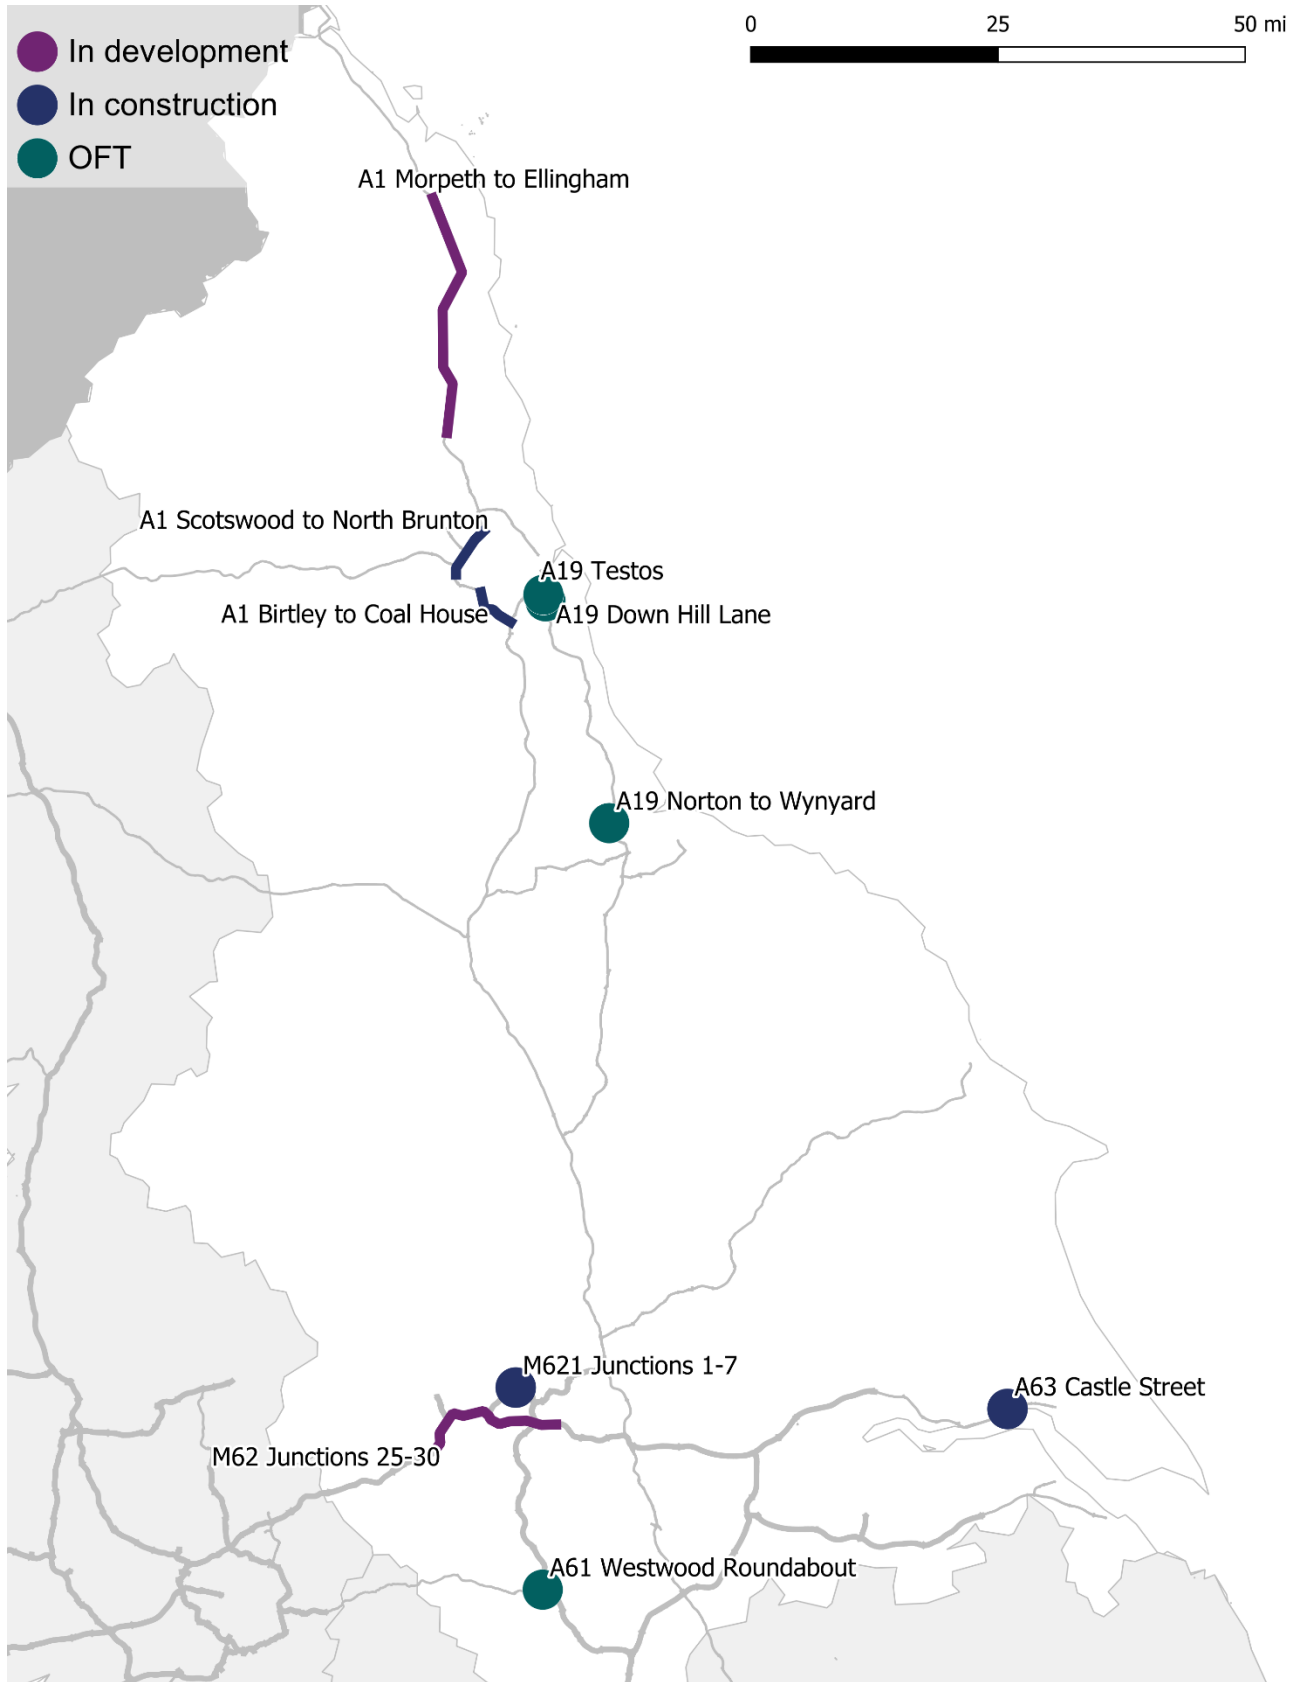 0 25 50 mi
In development
In construction
OFT
A1 Morpeth to Ellingham
A1 Scotswood to North Brunton
A19 Testos
A1 Birtley to Coal House
A19 Down Hill Lane
A19 Norton to Wynyard
M621 Junctions 1-7
A63 Castle Street
M62 Junctions 25-30
A61 Westwood Roundabout